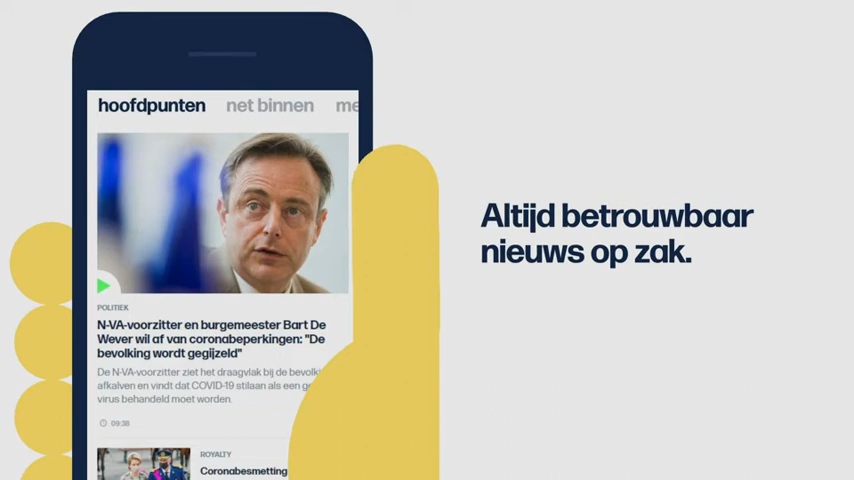 hoofdpunten net binnen me
Altijd betrouwbaar
nieuws op zak.
POLITIEK
N-VA-voorzitter en burgemeester Bart De
Wever wil af van coronabeperkingen: "De
bevolking wordt gegijzeld"
De N-VA-voorzitter ziet het draagvlak bij de bevolki
afkalven en vindt dat COVID-19 stilaan als een ge
virus behandeld moet worden.
09:38
ROYALTY
Coronabesmetting